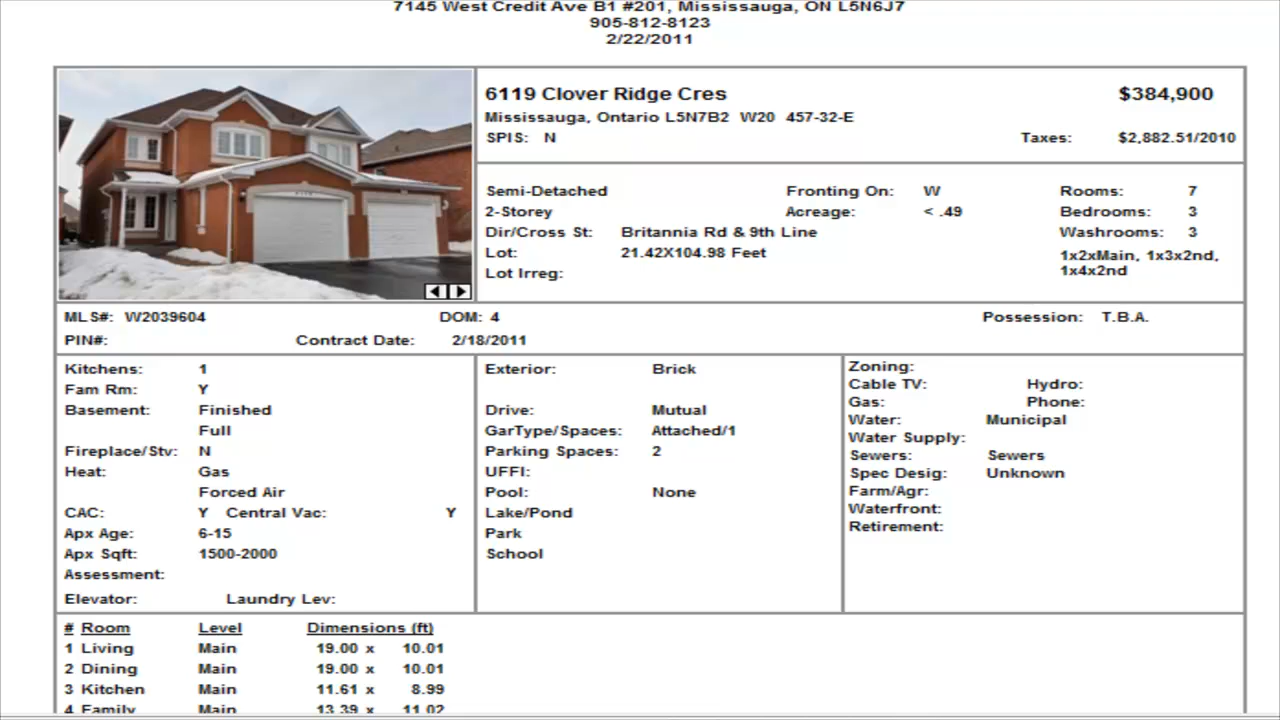 7145 West Credit Ave B1 #201, Mississauga, ON L5N6J7
905-812-8123
2/22/2011
6119 Clover Ridge Cres $384,900
Mississauga, Ontario L5N7B2 W20 457-32-E
SPIS: N Taxes: $2,882.51/2010
Semi-Detached Fronting On: W Rooms: 7
2-Storey Acreage: < .49 Bedrooms: 3
Dir/Cross St: Britannia Rd & 9th Line Washrooms: 3
Lot: 21.42X104.98 Feet 1x2xMain, 1x3x2nd,
Lot Irreg: 1x4x2nd
MLS#: W2039604 DOM: 4 Possession: T.B.A.
PIN#: Contract Date: 2/18/2011
Kitchens: 1
Fam Rm: Y
Basement: Finished
Full
Fireplace/Stv: N
Heat: Gas
Forced Air
CAC: Y Central Vac: Y
Apx Age: 6-15
Apx Sqft: 1500-2000
Assessment:
Elevator: Laundry Lev:
Exterior: Brick
Drive: Mutual
GarType/Spaces: Attached/1
Parking Spaces: 2
UFFI:
Pool: None
Lake/Pond
Park
School
Zoning:
Cable TV: Hydro:
Gas: Phone:
Water: Municipal
Water Supply:
Sewers: Sewers
Spec Desig: Unknown
Farm/Agr:
Waterfront:
Retirement:
# Room Level Dimensions (ft)
1 Living Main 19.00 x 10.01
2 Dining Main 19.00 x 10.01
3 Kitchen Main 11.61 x 8.99
4 Family Main 13.39 x 11.02